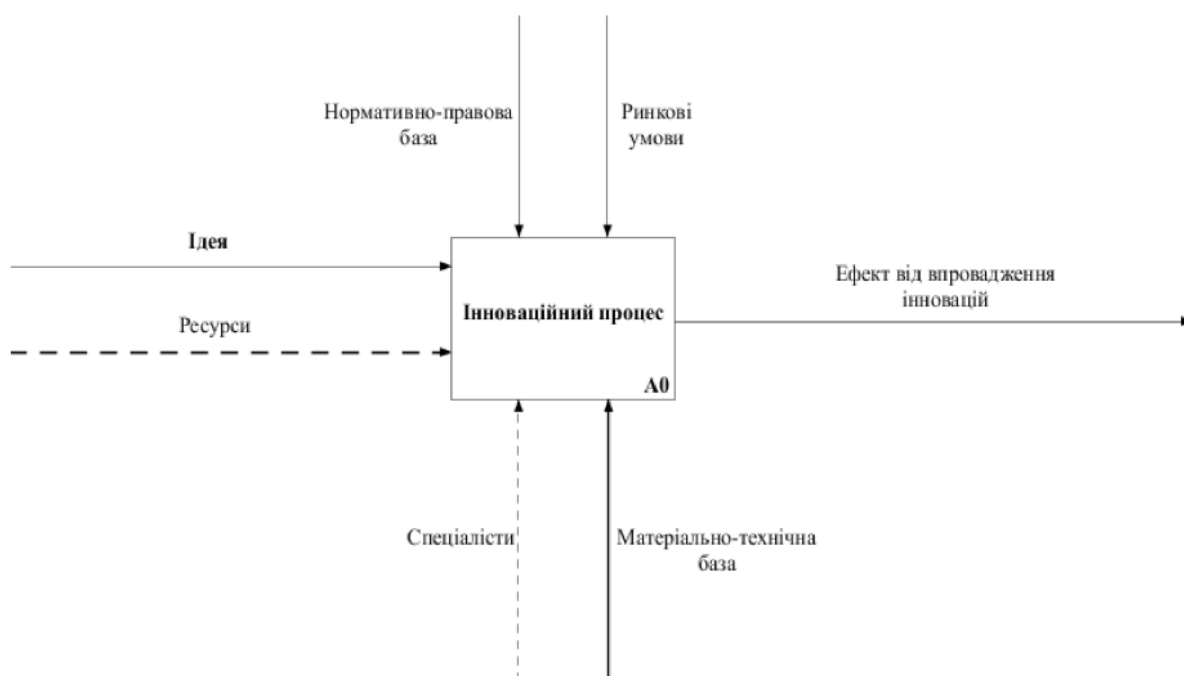 Нормативно-правова
база
Ринкові
умови
Ідея
Ресурси
Інноваційний процес
А0
Ефект від впровадження
інновацій
Спеціалісти
Матеріально-технічна
база